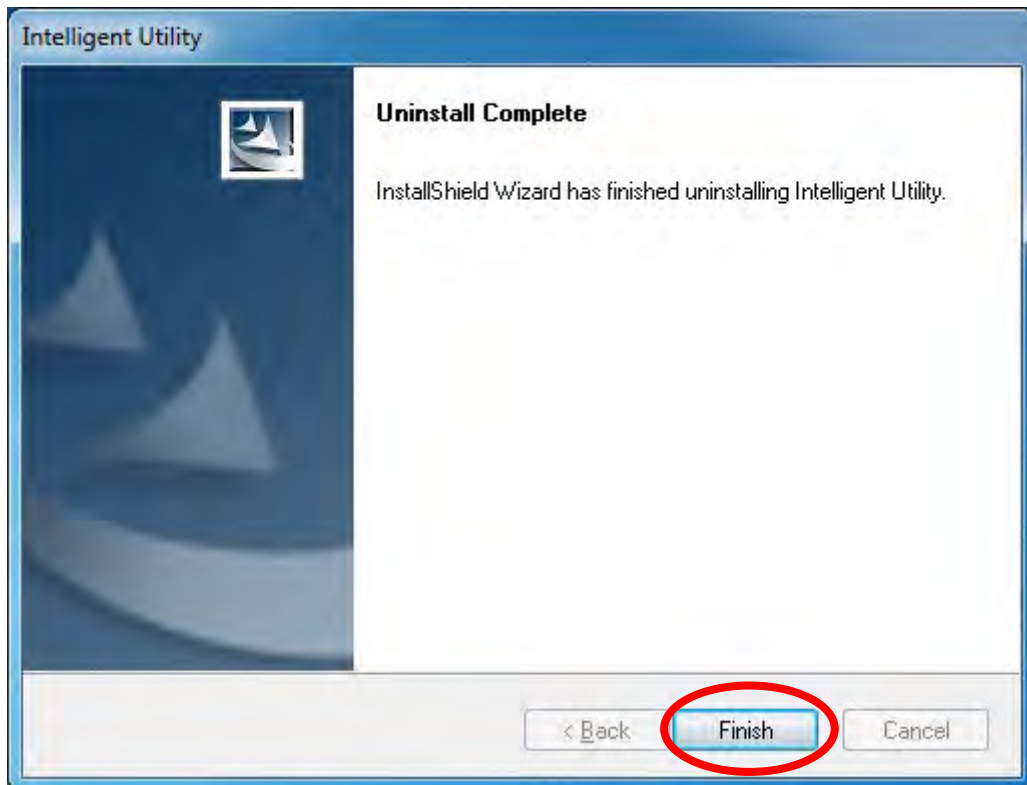 Intelligent Utility
Uninstall Complete
InstallShield Wizard has finished uninstalling Intelligent Utility.
< Back
Finish
Cancel